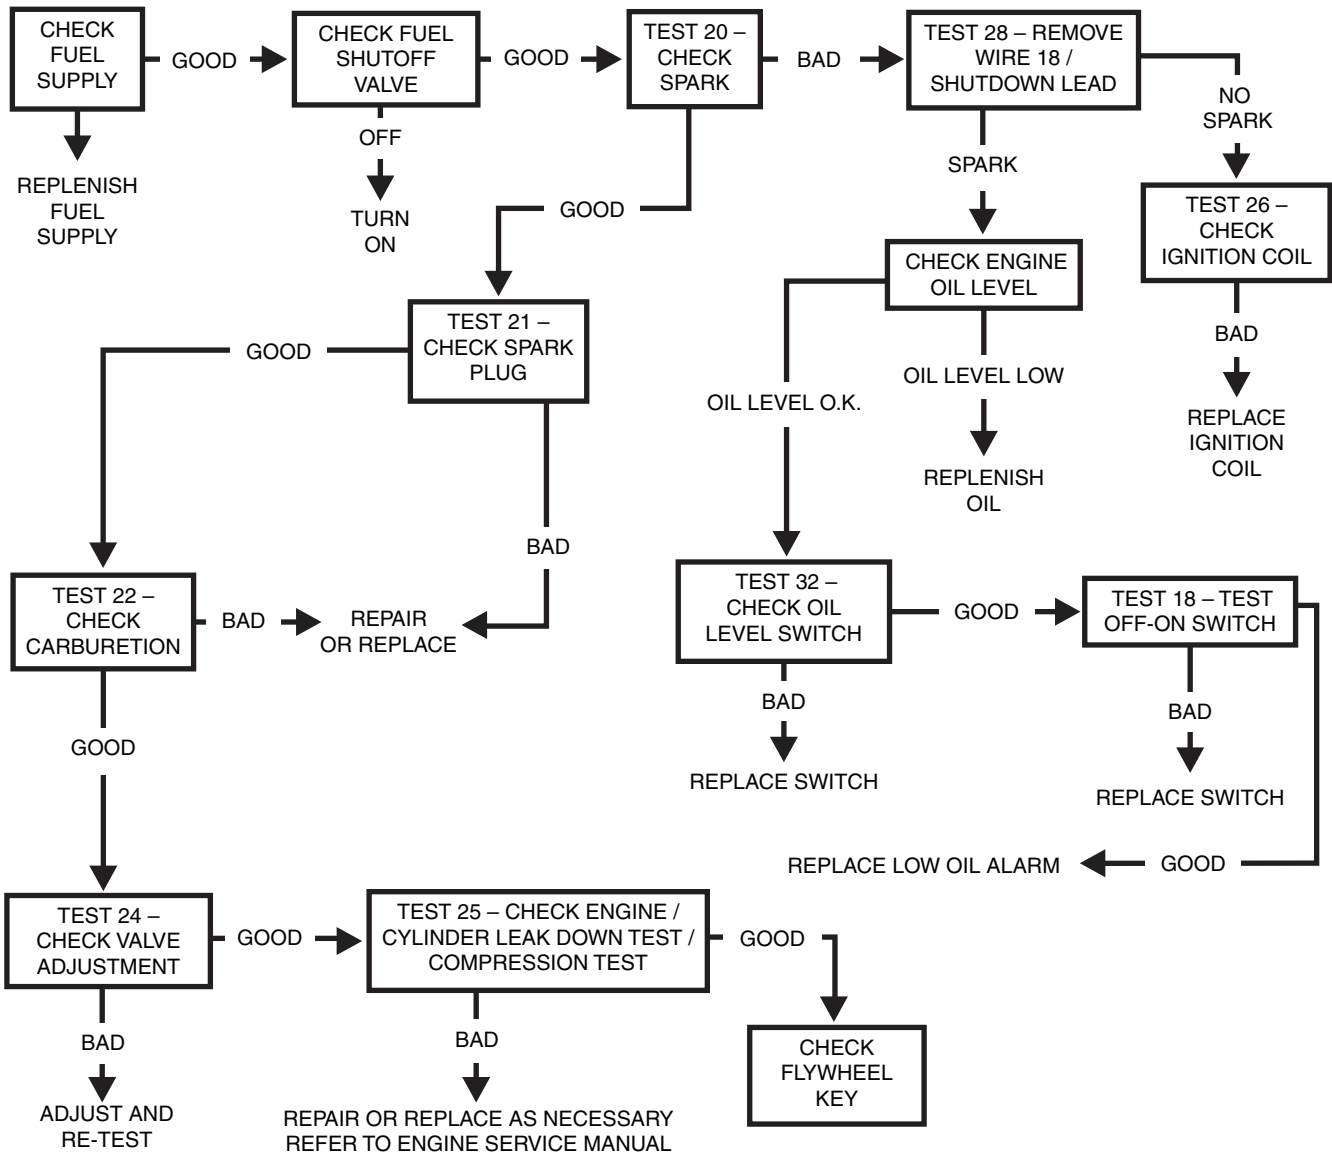 CHECK
FUEL
SUPPLY
GOOD
CHECK FUEL
SHUTOFF
VALVE
GOOD
TEST 20 –
CHECK
SPARK
BAD
TEST 28 – REMOVE
WIRE 18 /
SHUTDOWN LEAD
NO
SPARK
REPLENISH
FUEL
SUPPLY
OFF
TURN
ON
GOOD
SPARK
TEST 26 –
CHECK
IGNITION COIL
CHECK ENGINE
OIL LEVEL
BAD
REPLACE
IGNITION
COIL
TEST 21 –
CHECK SPARK
PLUG
GOOD
OIL LEVEL O.K.
OIL LEVEL LOW
REPLENISH
OIL
BAD
TEST 22 –
CHECK
CARBURETION
BAD
REPAIR
OR REPLACE
TEST 32 –
CHECK OIL
LEVEL SWITCH
GOOD
TEST 18 – TEST
OFF-ON SWITCH
BAD
REPLACE SWITCH
BAD
REPLACE SWITCH
GOOD
REPLACE LOW OIL ALARM
GOOD
TEST 24 –
CHECK VALVE
ADJUSTMENT
GOOD
TEST 25 – CHECK ENGINE /
CYLINDER LEAK DOWN TEST /
COMPRESSION TEST
GOOD
BAD
ADJUST AND
RE-TEST
BAD
REPAIR OR REPLACE AS NECESSARY
REFER TO ENGINE SERVICE MANUAL
CHECK
FLYWHEEL
KEY